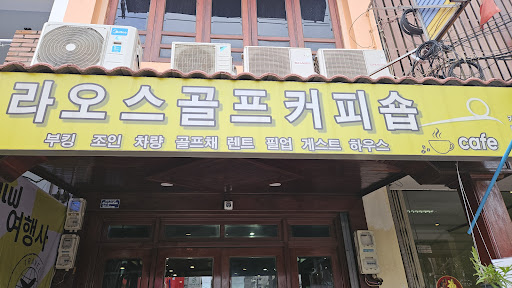 라오스골프커피숍
cafe
부킹 조인 차량 골프채 렌트 필업 게스트 하우스
여행사